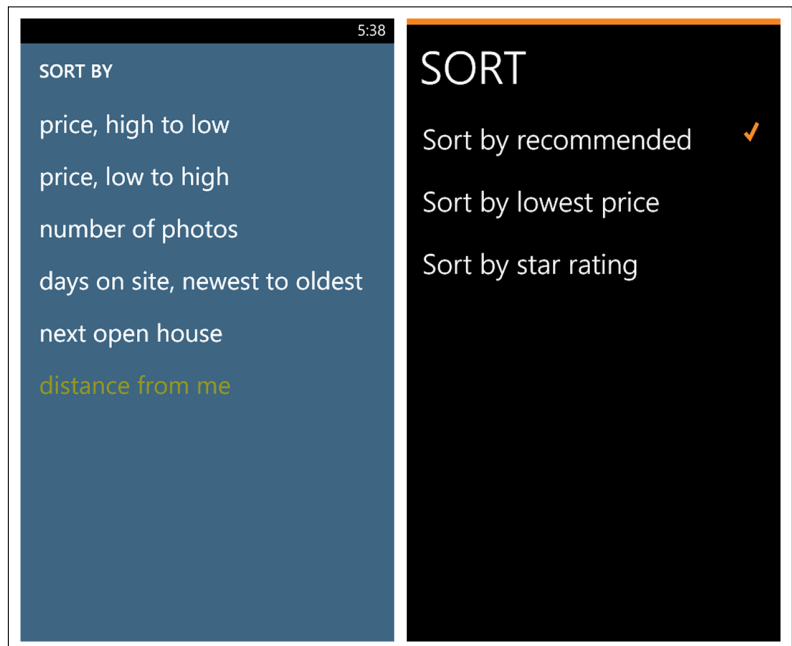 5:38
SORT BY
price, high to low
price, low to high
number of photos
days on site, newest to oldest
next open house
distance from me
SORT
Sort by recommended
Sort by lowest price
Sort by star rating